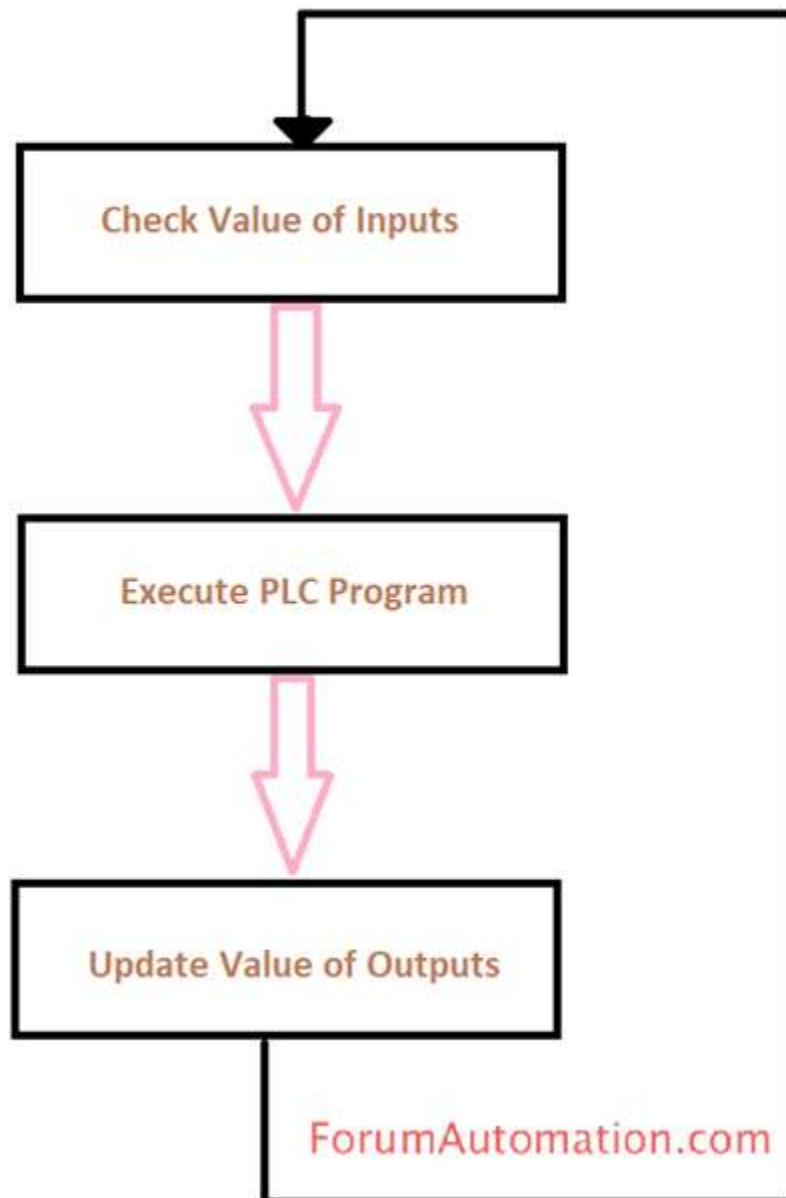 Check Value of Inputs
Execute PLC Program
Update Value of Outputs
ForumAutomation.com